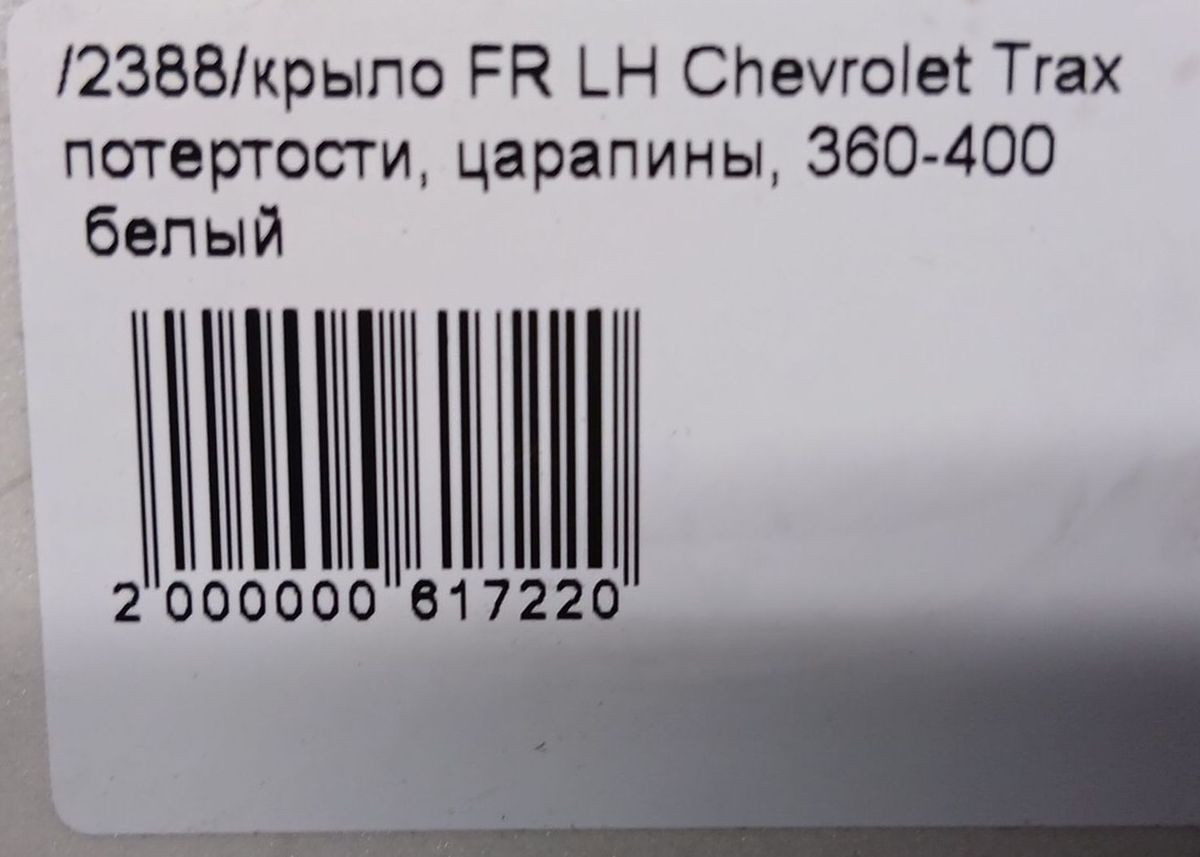 /2388/крыло FR LH Chevrolet Trax
потертости, царапины, 360-400
белый
2 000000 617220